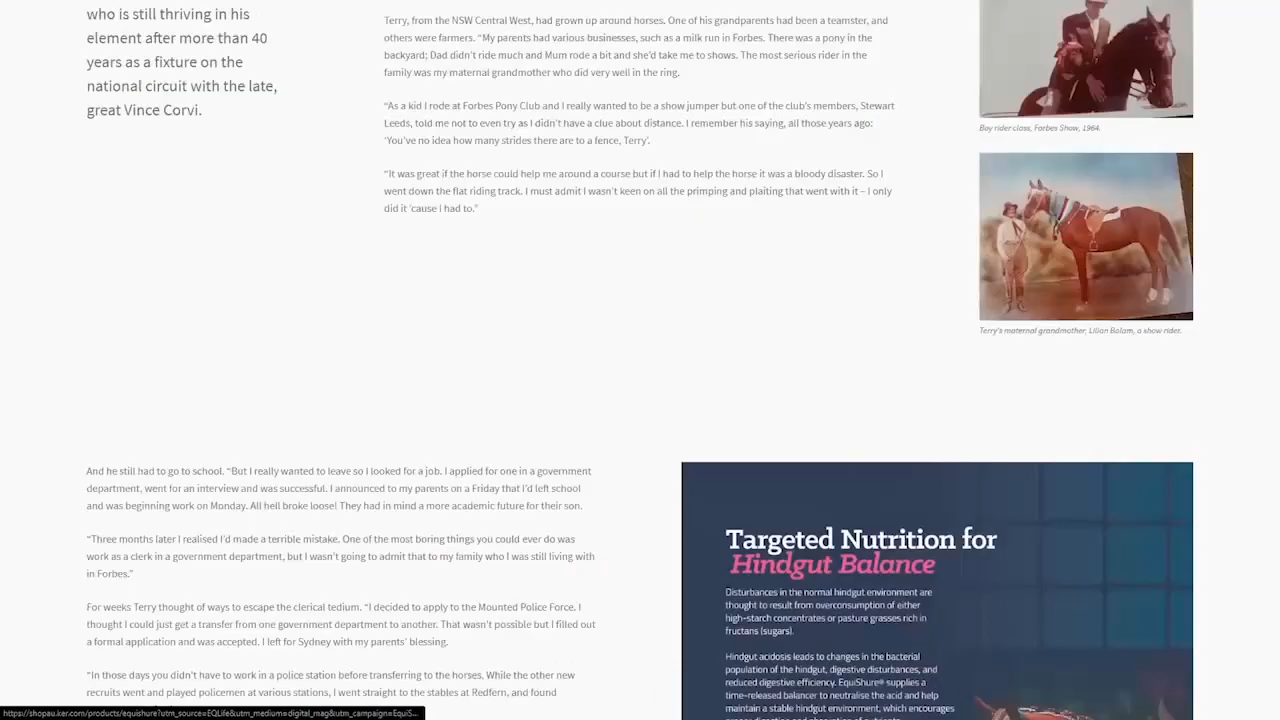 who is still thriving in his
element after more than 40
years as a fixture on the
national circuit with the late,
great Vince Corvi.
Terry, from the NSW Central West, had grown up around horses. One of his grandparents had been a teamster, and
others were farmers. “My parents had various businesses, such as a milk run in Forbes. There was a pony in the
backyard; Dad didn’t ride much and Mum rode a bit and she’d take me to shows. The most serious rider in the
family was my maternal grandmother who did very well in the ring.
“As a kid I rode at Forbes Pony Club and I really wanted to be a show jumper but one of the club’s members, Stewart
Leeds, told me not to even try as I didn’t have a clue about distance. I remember his saying, all those years ago:
‘You’ve no idea how many strides there are to a fence, Terry’.
“It was great if the horse could help me around a course but if I had to help the horse it was a bloody disaster. So I
went down the flat riding track. I must admit I wasn’t keen on all the primping and plaiting that went with it – I only
did it ’cause I had to.”
Boy rider class, Forbes Show, 1964.
Terry’s maternal grandmother, Lilian Balam, a show rider.
And he still had to go to school. “But I really wanted to leave so I looked for a job. I applied for one in a government
department, went for an interview and was successful. I announced to my parents on a Friday that I’d left school
and was beginning work on Monday. All hell broke loose! They had in mind a more academic future for their son.
“Three months later I realised I’d made a terrible mistake. One of the most boring things you could ever do was
work as a clerk in a government department, but I wasn’t going to admit that to my family who I was still living with
in Forbes.”
For weeks Terry thought of ways to escape the clerical tedium. “I decided to apply to the Mounted Police Force. I
thought I could just get a transfer from one government department to another. That wasn’t possible but I filled out
a formal application and was accepted. I left for Sydney with my parents’ blessing.
“In those days you didn’t have to work in a police station before transferring to the horses. While the other new
recruits went and played policemen at various stations, I went straight to the stables at Redfern, and found
Targeted Nutrition for
Hindgut Balance
Disturbances in the normal hindgut environment are
thought to result from overconsumption of either
high-starch concentrates or pasture grasses rich in
fructans (sugars).
Hindgut acidosis leads to changes in the bacterial
population of the hindgut, digestive disturbances, and
reduced digestive efficiency. EquiShure® supplies a
time-released balancer to neutralise the acid and help
maintain a stable hindgut environment, which encourages
https://shopau.ker.com/products/equishure?utm_source=EQLife&utm_medium=digital_mag&utm_campaign=EquiS...